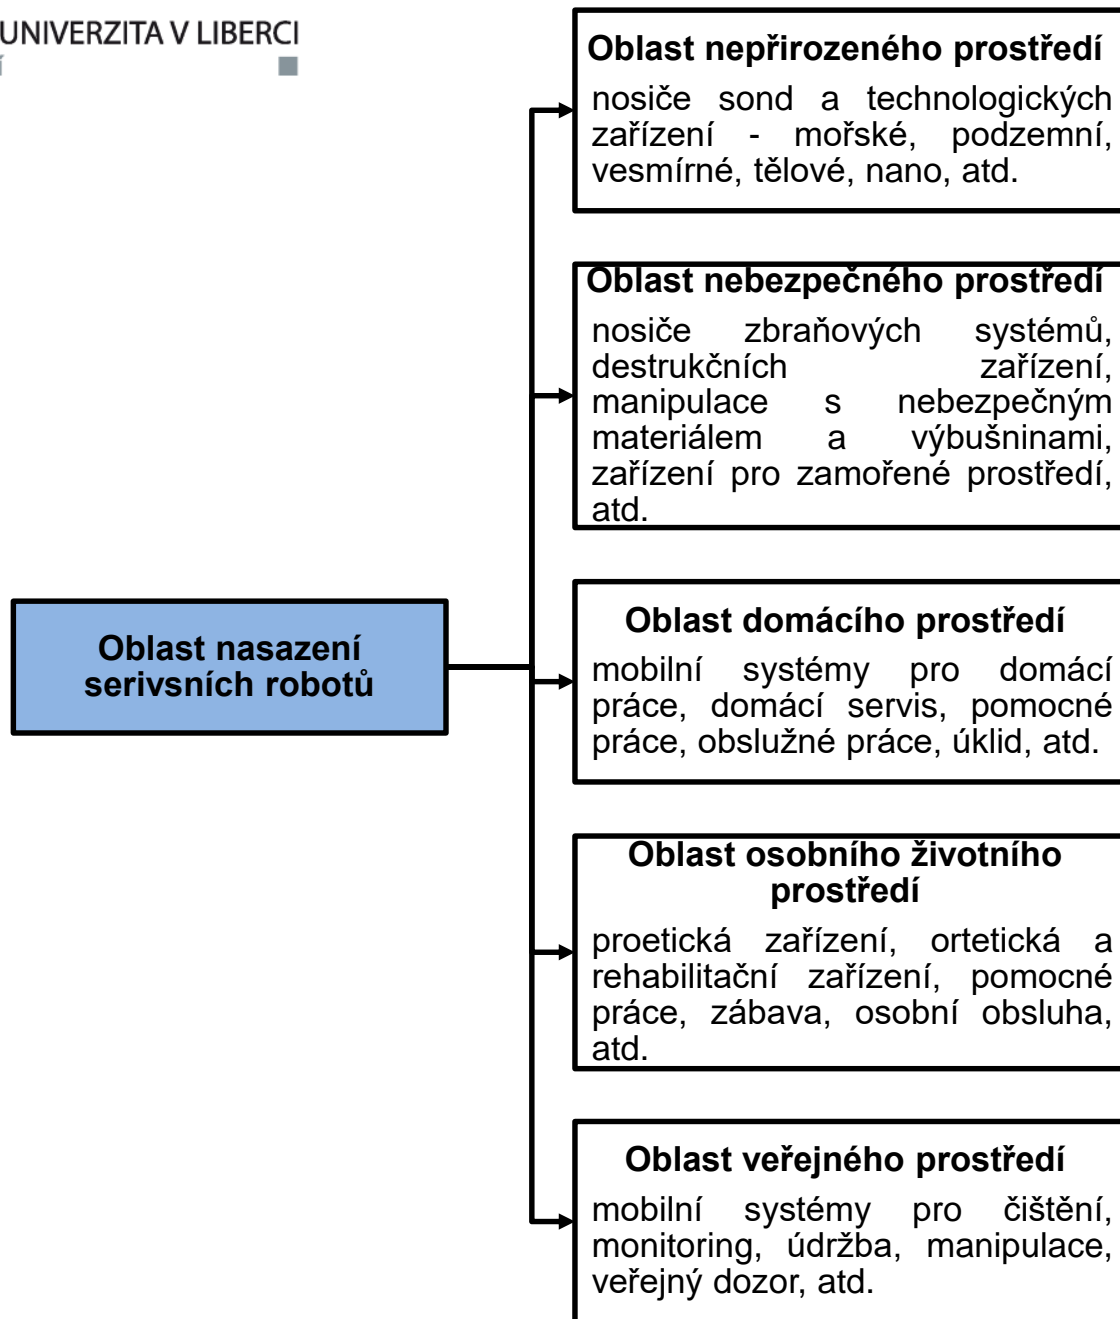 UNIVERZITA V LIBERCI
Oblast nepřirozeného prostředí
nosiče sond a technologických
zařízení - mořské, podzemní,
vesmírné, tělové, nano, atd.
Oblast nebezpečného prostředí
nosiče zbraňových systémů,
destrukčních zařízení,
manipulace s nebezpečným
materiálem a výbušninami,
zařízení pro zamořené prostředí,
atd.
Oblast nasazení
serivsních robotů
Oblast domácího prostředí
mobilní systémy pro domácí
práce, domácí servis, pomocné
práce, obslužné práce, úklid, atd.
Oblast osobního životního
prostředí
proetická zařízení, ortetická a
rehabilitační zařízení, pomocné
práce, zábava, osobní obsluha,
atd.
Oblast veřejného prostředí
mobilní systémy pro čištění,
monitoring, údržba, manipulace,
veřejný dozor, atd.